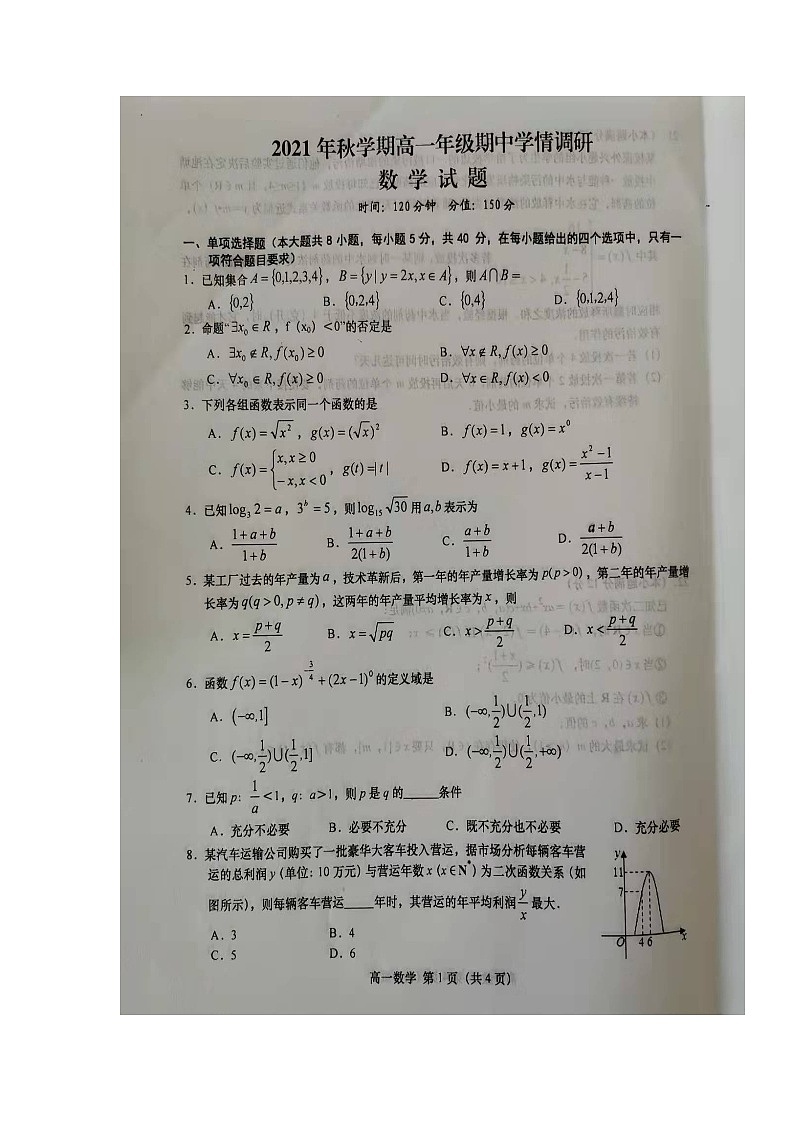 2021年秋学期高一年级期中学情调研
数 学 试 题
时间：120分钟 分值：150分
一、单项选择题（本大题共8小题，每小题5分，共40 分，在每小题给出的四个选项中，只有一
项符合题目要求）
1．已知集合A={0,1,2,3,4}，B={y|y=2x,x∈A}，则A∩B=
A．{0,2} B．{0,2,4} C．{0,4} D．{0,1,2,4}
2．命题“∃x₀∈R，f（x₀）<0”的否定是
A．∃x₀∉R,f(x₀)≥0 B．∀x∉R,f(x)≥0
C．∀x₀∈R,f(x)≥0 D．∀x∈R,f(x)<0
3．下列各组函数表示同一个函数的是
A．f(x)=√x²，g(x)=(√x)² B．f(x)=1，g(x)=x⁰
C．f(x)={x,x≥0 -x,x<0，g(t)=|t| D．f(x)=x+1，g(x)=(x²-1)/(x-1)
4．已知log₃2=a，3ᵇ=5，则log₁₅√30用a,b表示为
A．(1+a+b)/(1+b) B．(1+a+b)/(2(1+b)) C．(a+b)/(1+b) D．(a+b)/(2(1+b))
5．某工厂过去的年产量为a，技术革新后，第一年的年产量增长率为p(p>0)，第二年的年产量增
长率为q(q>0,p≠q)，这两年的年产量平均增长率为x，则
A．x=(p+q)/2 B．x=√pq C．x>(p+q)/2 D．x<(p+q)/2
6．函数f(x)=(1-x)^(-3/4)+(2x-1)⁰的定义域是
A．(-∞,1] B．(-∞,1/2)∪(1/2,1)
C．(-∞,1/2)∪(1/2,1] D．(-∞,1/2)∪(1/2,+∞)
7．已知p：1/a<1，q：a>1，则p是q的______条件
A．充分不必要 B．必要不充分 C．既不充分也不必要 D．充分必要
8．某汽车运输公司购买了一批豪华大客车投入营运，据市场分析每辆客车营
运的总利润y(单位：10万元)与营运年数x(x∈N*)为二次函数关系（如
图所示），则每辆客车营运_____年时，其营运的年平均利润y/x最大．
A．3 B．4
C．5 D．6
y
11
7
O 4 6 x
高一数学 第1页（共4页）